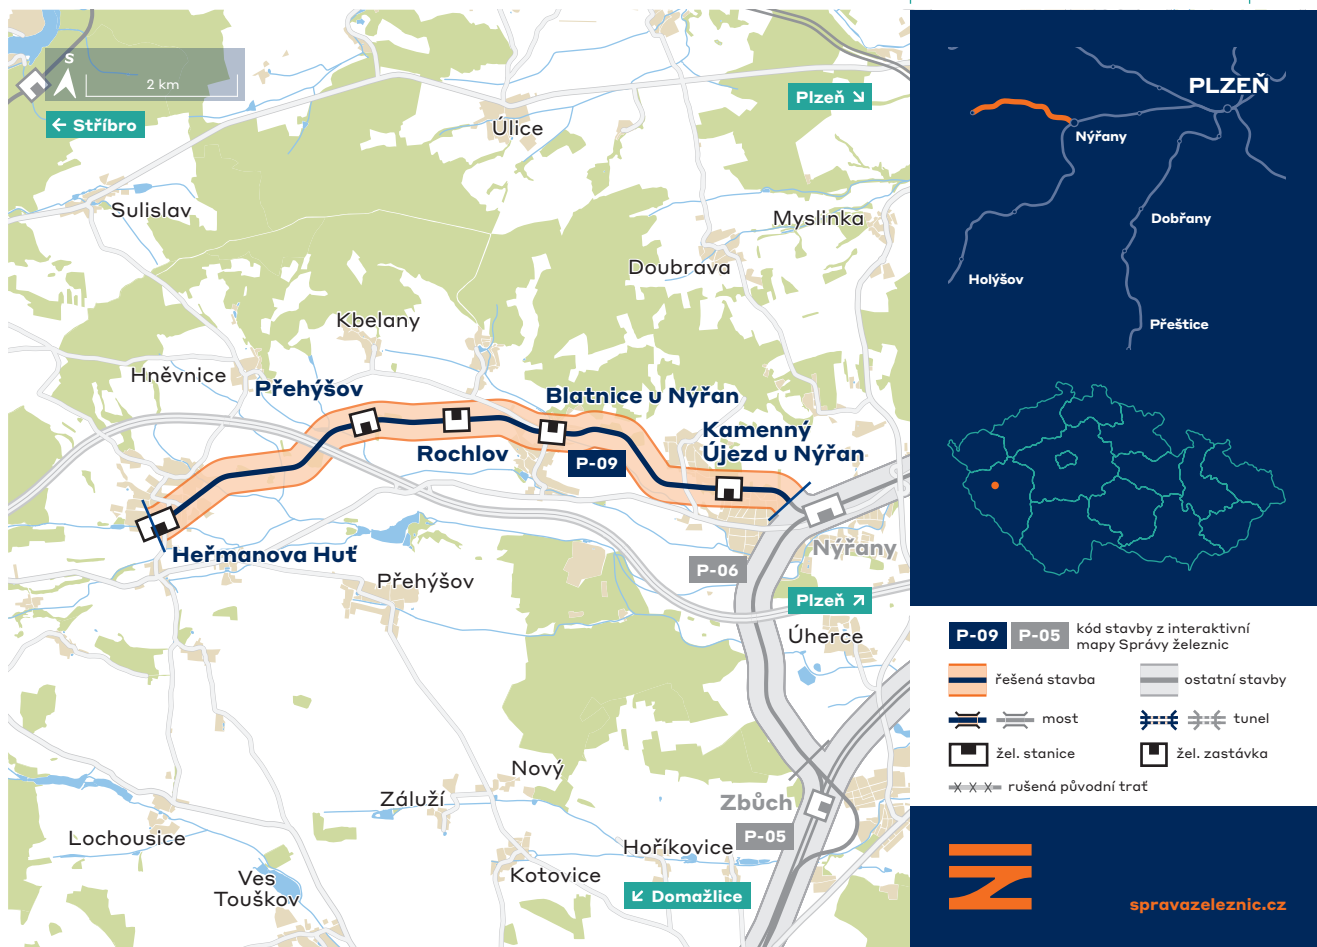 S
2 km
← Stříbro
Plzeň ↘
Úlice
Sulislav
Myslinka
Doubrava
Kbelany
Hněvnice
Přehýšov
Blatnice u Nýřan
Kamenný
Újezd u Nýřan
Rochlov
P-09
Heřmanova Huť
Nýřany
P-06
Přehýšov
Plzeň ↗
Úherce
Nový
Záluží
Zbůch
P-05
Lochousice
Hoříkovice
Kotovice
Ves
Touškov
↙ Domažlice
PLZEŇ
Nýřany
Dobřany
Holýšov
Přeštice
P-09 P-05 kód stavby z interaktivní
mapy Správy železnic
řešená stavba
ostatní stavby
most
tunel
žel. stanice
žel. zastávka
rušená původní trať
spravazeleznic.cz